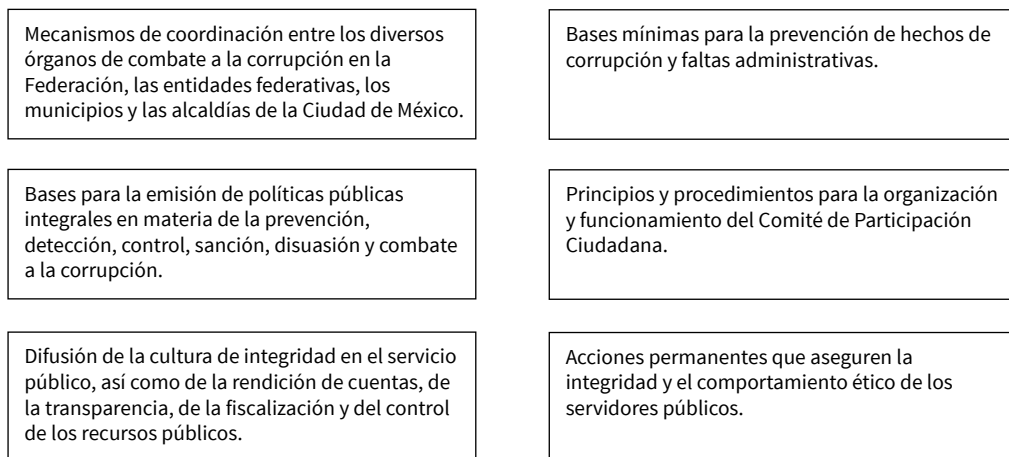 Mecanismos de coordinación entre los diversos
órganos de combate a la corrupción en la
Federación, las entidades federativas, los
municipios y las alcaldías de la Ciudad de México.
Bases mínimas para la prevención de hechos de
corrupción y faltas administrativas.
Bases para la emisión de políticas públicas
integrales en materia de la prevención,
detección, control, sanción, disuasión y combate
a la corrupción.
Principios y procedimientos para la organización
y funcionamiento del Comité de Participación
Ciudadana.
Difusión de la cultura de integridad en el servicio
público, así como de la rendición de cuentas, de
la transparencia, de la fiscalización y del control
de los recursos públicos.
Acciones permanentes que aseguren la
integridad y el comportamiento ético de los
servidores públicos.